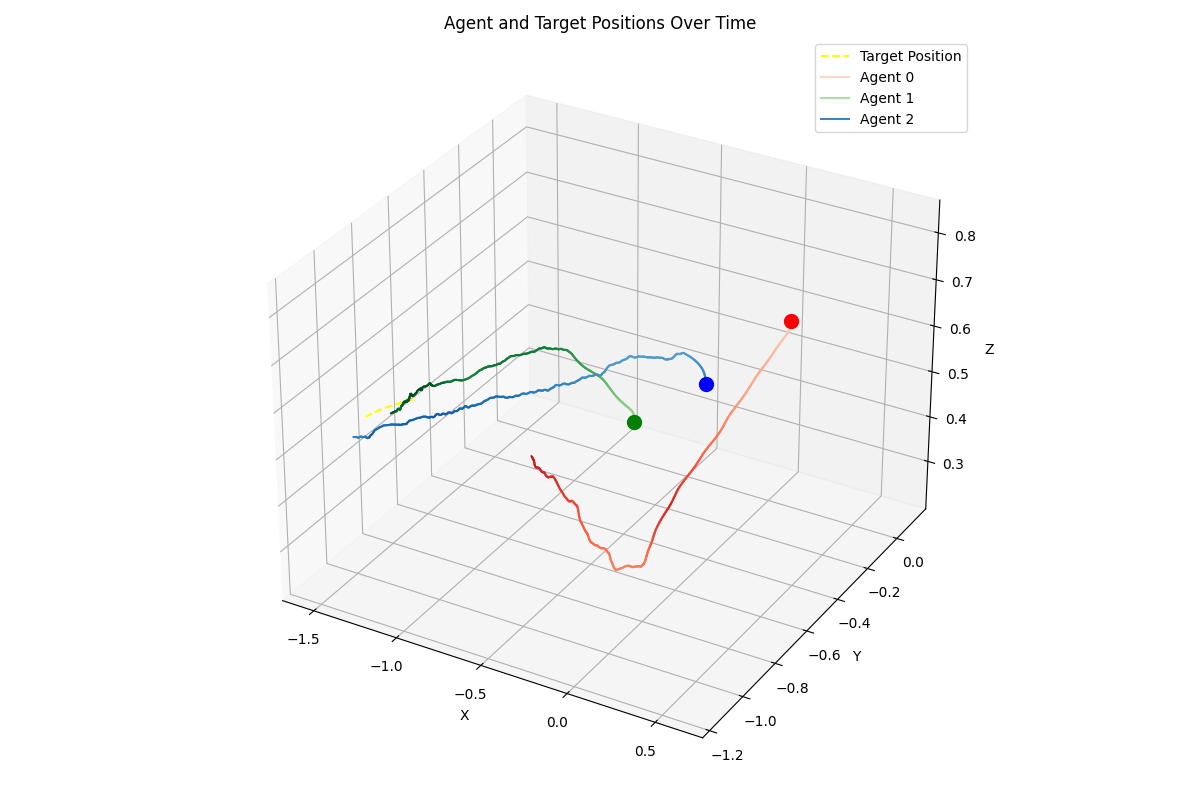 Agent and Target Positions Over Time
Target Position
Agent 0
Agent 1
Agent 2
0.8
0.7
0.6
0.5
0.4
0.3
Z
0.0
−0.2
−0.4
−0.6
−0.8
−1.0
−1.2
Y
−1.5
−1.0
−0.5
0.0
0.5
X